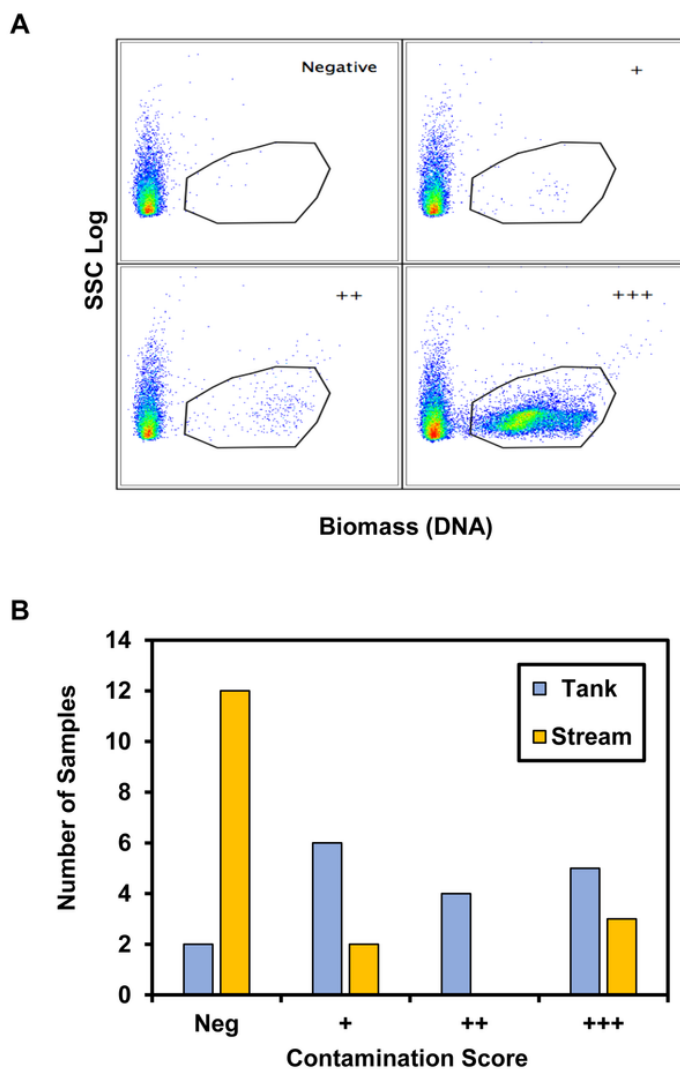 A
Negative
+
++
+++
SSC Log
Biomass (DNA)
B
14
12
10
8
6
4
2
0
Number of Samples
Tank
Stream
Neg + ++ +++
Contamination Score